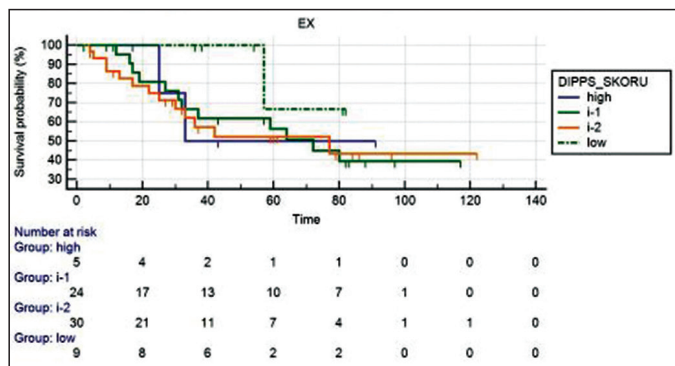 EX
Survival probability (%)
100
90
80
70
60
50
40
30
0 20 40 60 80 100 120 140
Time
DIPPS_SKORU
high
i-1
i-2
low
Number at risk
Group: high
5 4 2 1 1 0 0 0
Group: i-1
24 17 13 10 7 1 0 0
Group: i-2
30 21 11 7 4 1 1 0
Group: low
9 8 6 2 2 0 0 0